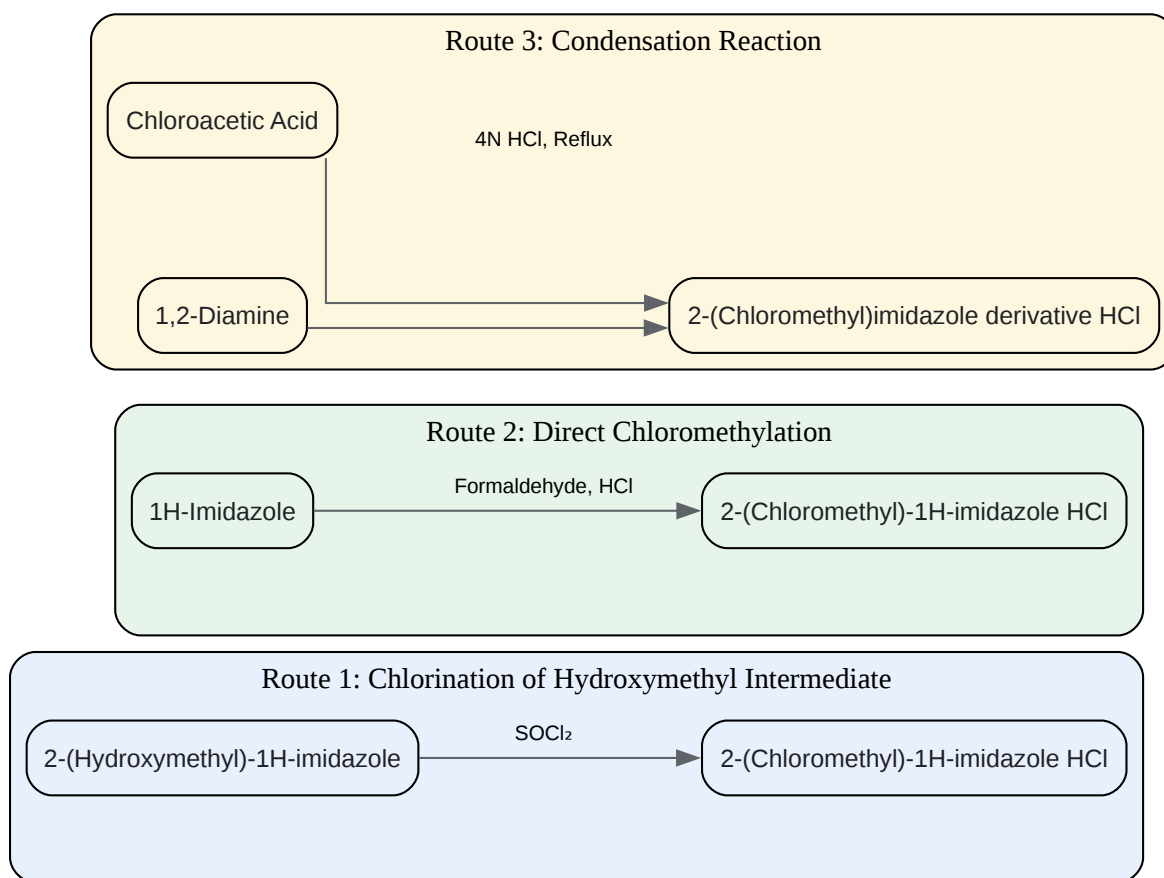 Route 3: Condensation Reaction
Chloroacetic Acid
4N HCl, Reflux
1,2-Diamine
2-(Chloromethyl)imidazole derivative HCl
Route 2: Direct Chloromethylation
1H-Imidazole
Formaldehyde, HCl
2-(Chloromethyl)-1H-imidazole HCl
Route 1: Chlorination of Hydroxymethyl Intermediate
2-(Hydroxymethyl)-1H-imidazole
SOCl₂
2-(Chloromethyl)-1H-imidazole HCl